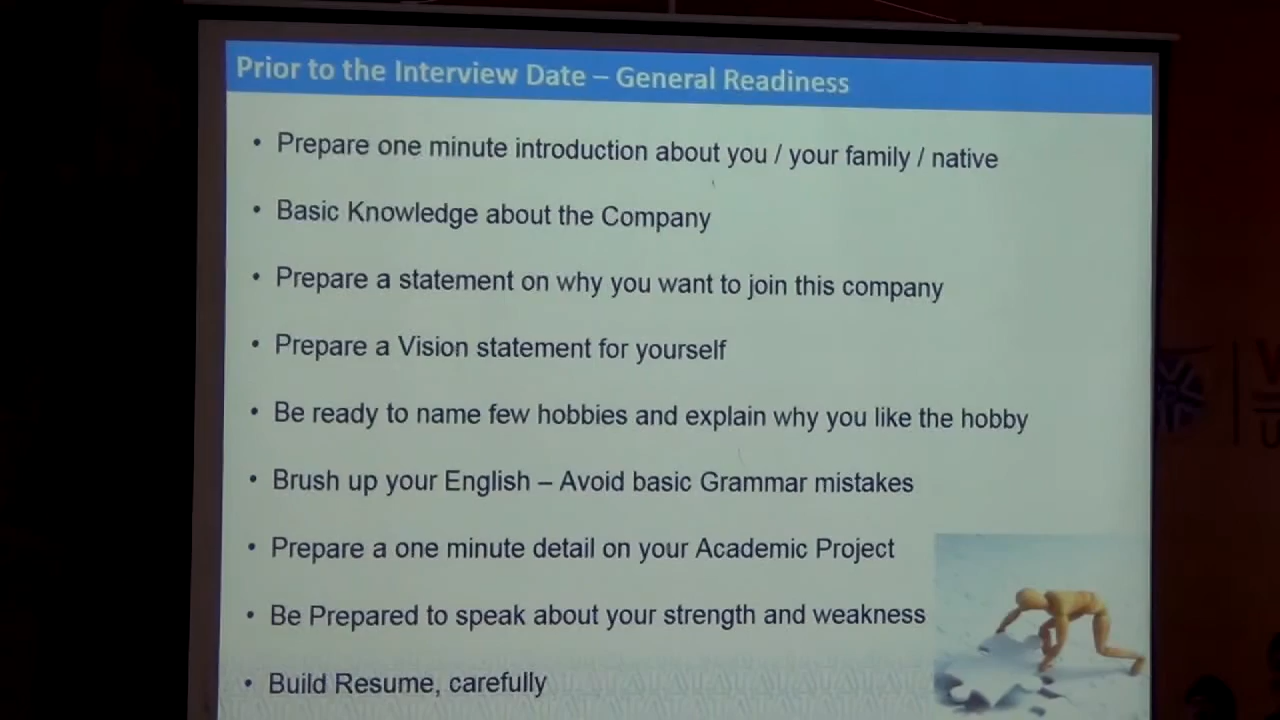 Prior to the Interview Date – General Readiness
• Prepare one minute introduction about you / your family / native
• Basic Knowledge about the Company
• Prepare a statement on why you want to join this company
• Prepare a Vision statement for yourself
• Be ready to name few hobbies and explain why you like the hobby
• Brush up your English – Avoid basic Grammar mistakes
• Prepare a one minute detail on your Academic Project
• Be Prepared to speak about your strength and weakness
• Build Resume, carefully